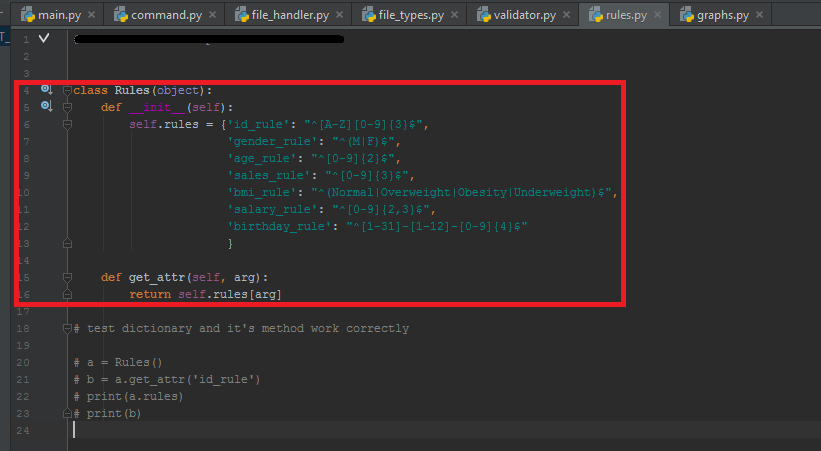 main.py command.py file_handler.py file_types.py validator.py rules.py graphs.py
T_
1
2
3
4 class Rules(object):
5 def __init__(self):
6 self.rules = {'id_rule': "^[A-Z][0-9]{3}$",
7 'gender_rule': "^(M|F)$",
8 'age_rule': "^[0-9]{2}$",
9 'sales_rule': "^[0-9]{3}$",
10 'bmi_rule': "^(Normal|Overweight|Obesity|Underweight)$",
11 'salary_rule': "^[0-9]{2,3}$",
12 'birthday_rule': "^[1-31]-[1-12]-[0-9]{4}$"
13 }
14
15 def get_attr(self, arg):
16 return self.rules[arg]
17
18 # test dictionary and it's method work correctly
19
20 # a = Rules()
21 # b = a.get_attr('id_rule')
22 # print(a.rules)
23 # print(b)
24